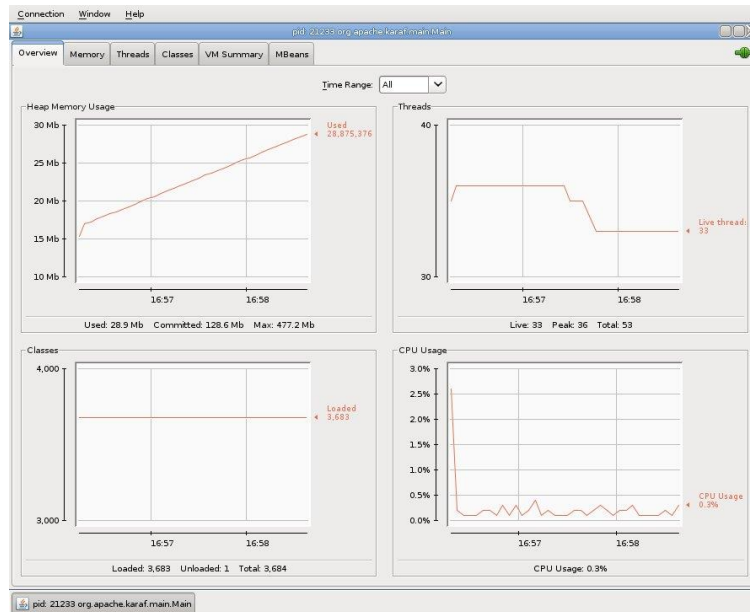 Connection Window Help
pid: 21233 org.apache.karaf.main.Main
Overview Memory Threads Classes VM Summary MBeans
Time Range: All
Heap Memory Usage
30 Mb
25 Mb
20 Mb
15 Mb
10 Mb
Used
28,875,376
16:57 16:58
Used: 28.9 Mb Committed: 128.6 Mb Max: 477.2 Mb
Threads
40
30
Live thread:
33
16:57 16:58
Live: 33 Peak: 36 Total: 53
Classes
4,000
3,000
Loaded
3,683
16:57 16:58
Loaded: 3,683 Unloaded: 1 Total: 3,684
CPU Usage
3.0%
2.5%
2.0%
1.5%
1.0%
0.5%
0.0%
CPU Usage
0.3%
16:57 16:58
CPU Usage: 0.3%
pid: 21233 org.apache.karaf.main.Main